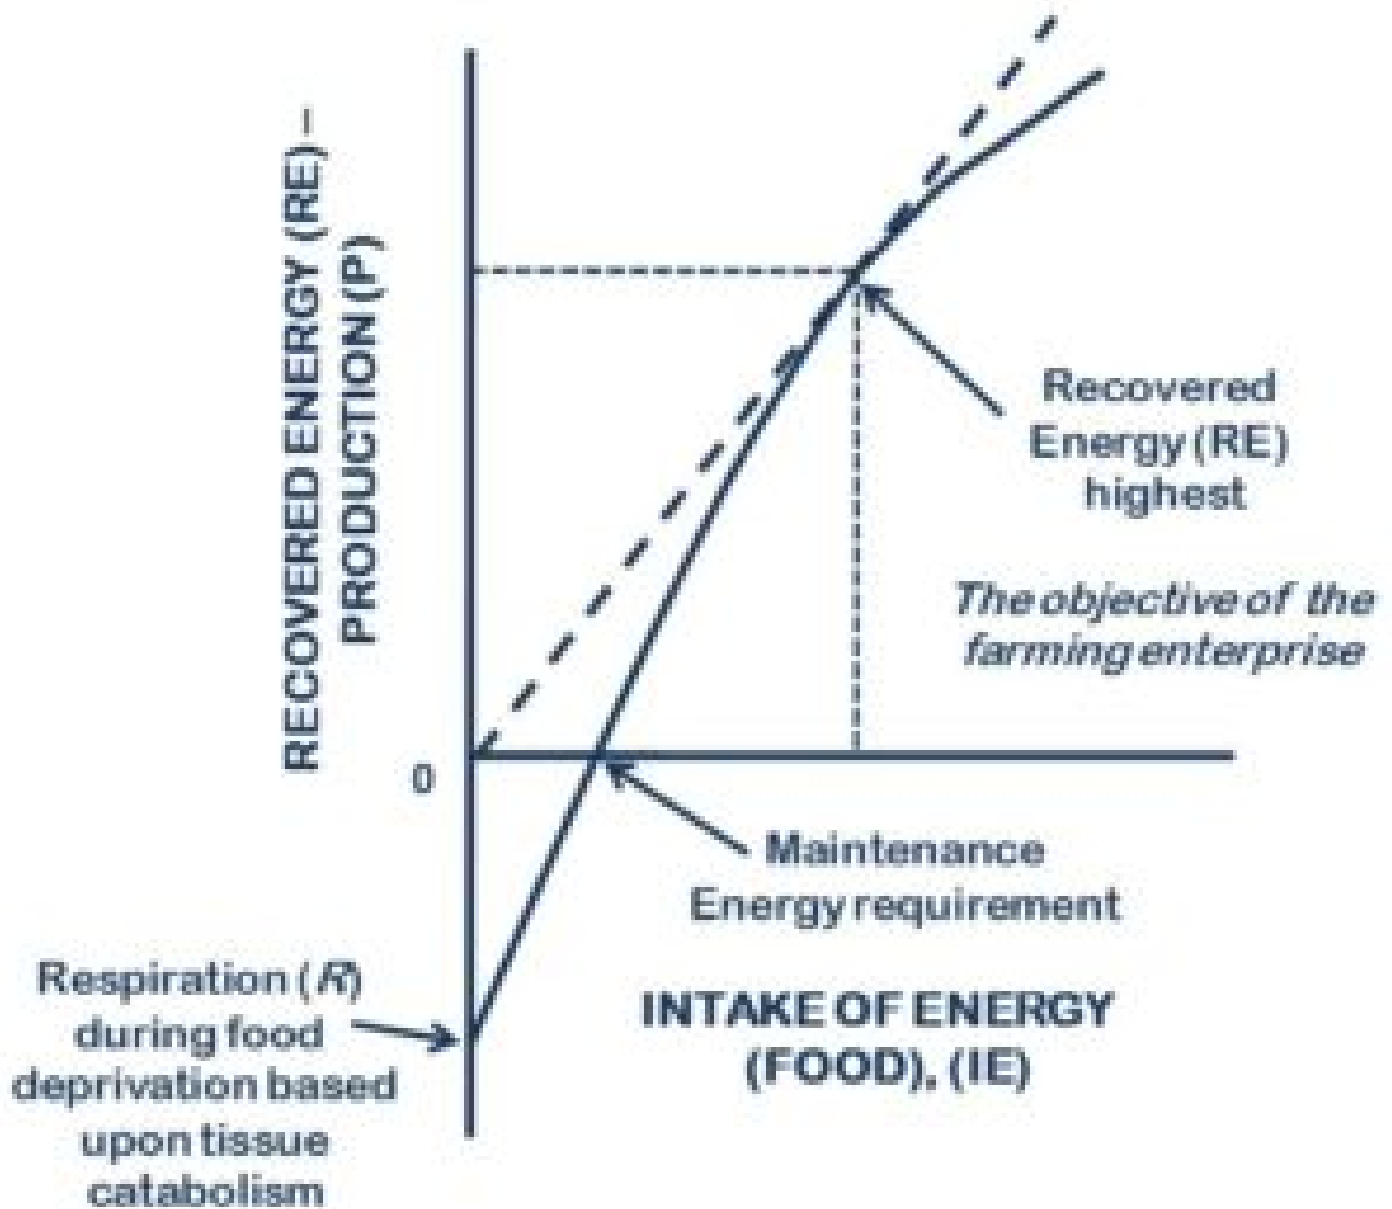 RECOVERED ENERGY (RE) –
PRODUCTION (P)
Recovered
Energy (RE)
highest
The objective of the
farming enterprise
0
Maintenance
Energy requirement
Respiration (R)
during food
deprivation based
upon tissue
catabolism
INTAKE OF ENERGY
(FOOD), (IE)